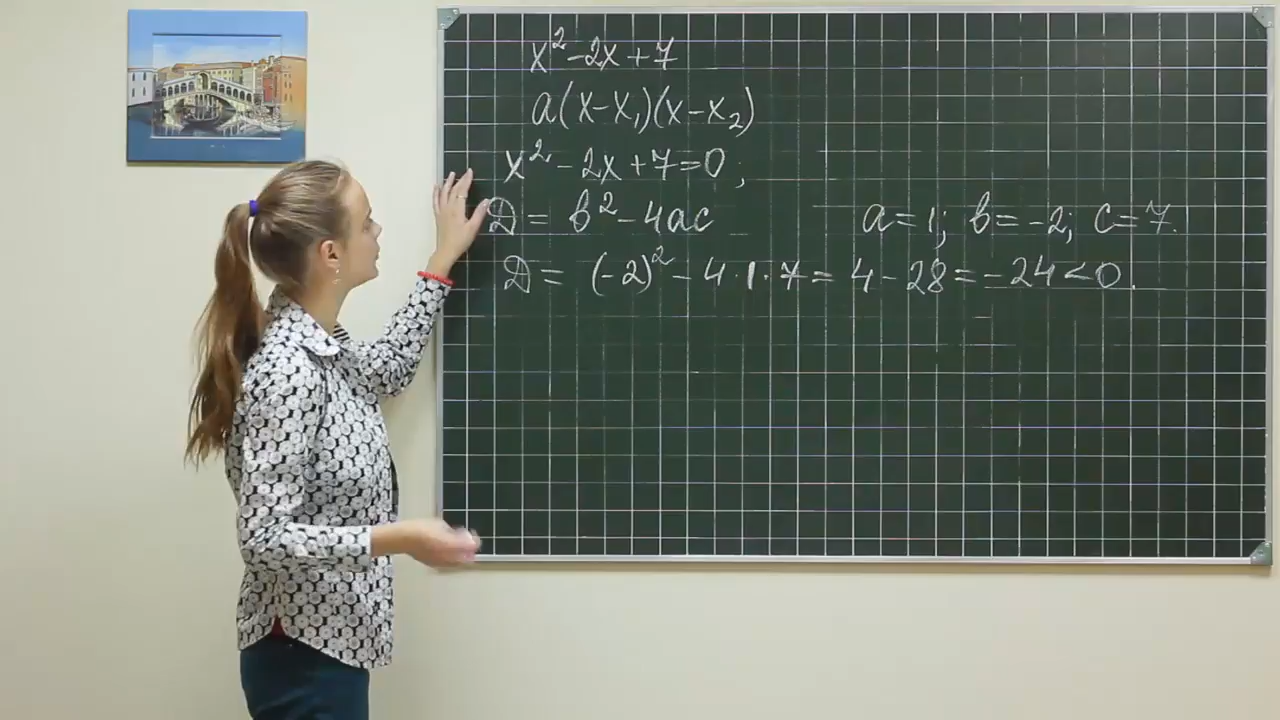 x² - 2x + 7
a(x - x₁)(x - x₂)
x² - 2x + 7 = 0;
D = b² - 4ac a = 1; b = -2; c = 7.
D = (-2)² - 4 · 1 · 7 = 4 - 28 = -24 < 0.